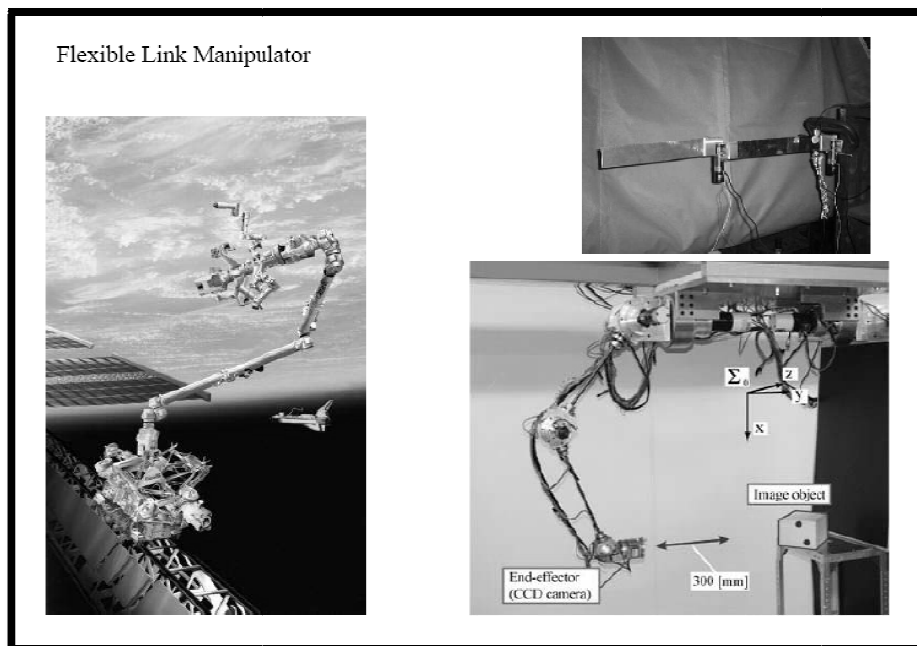 Flexible Link Manipulator
Σ₀
z
y
x
Image object
300 [mm]
End-effector
(CCD camera)